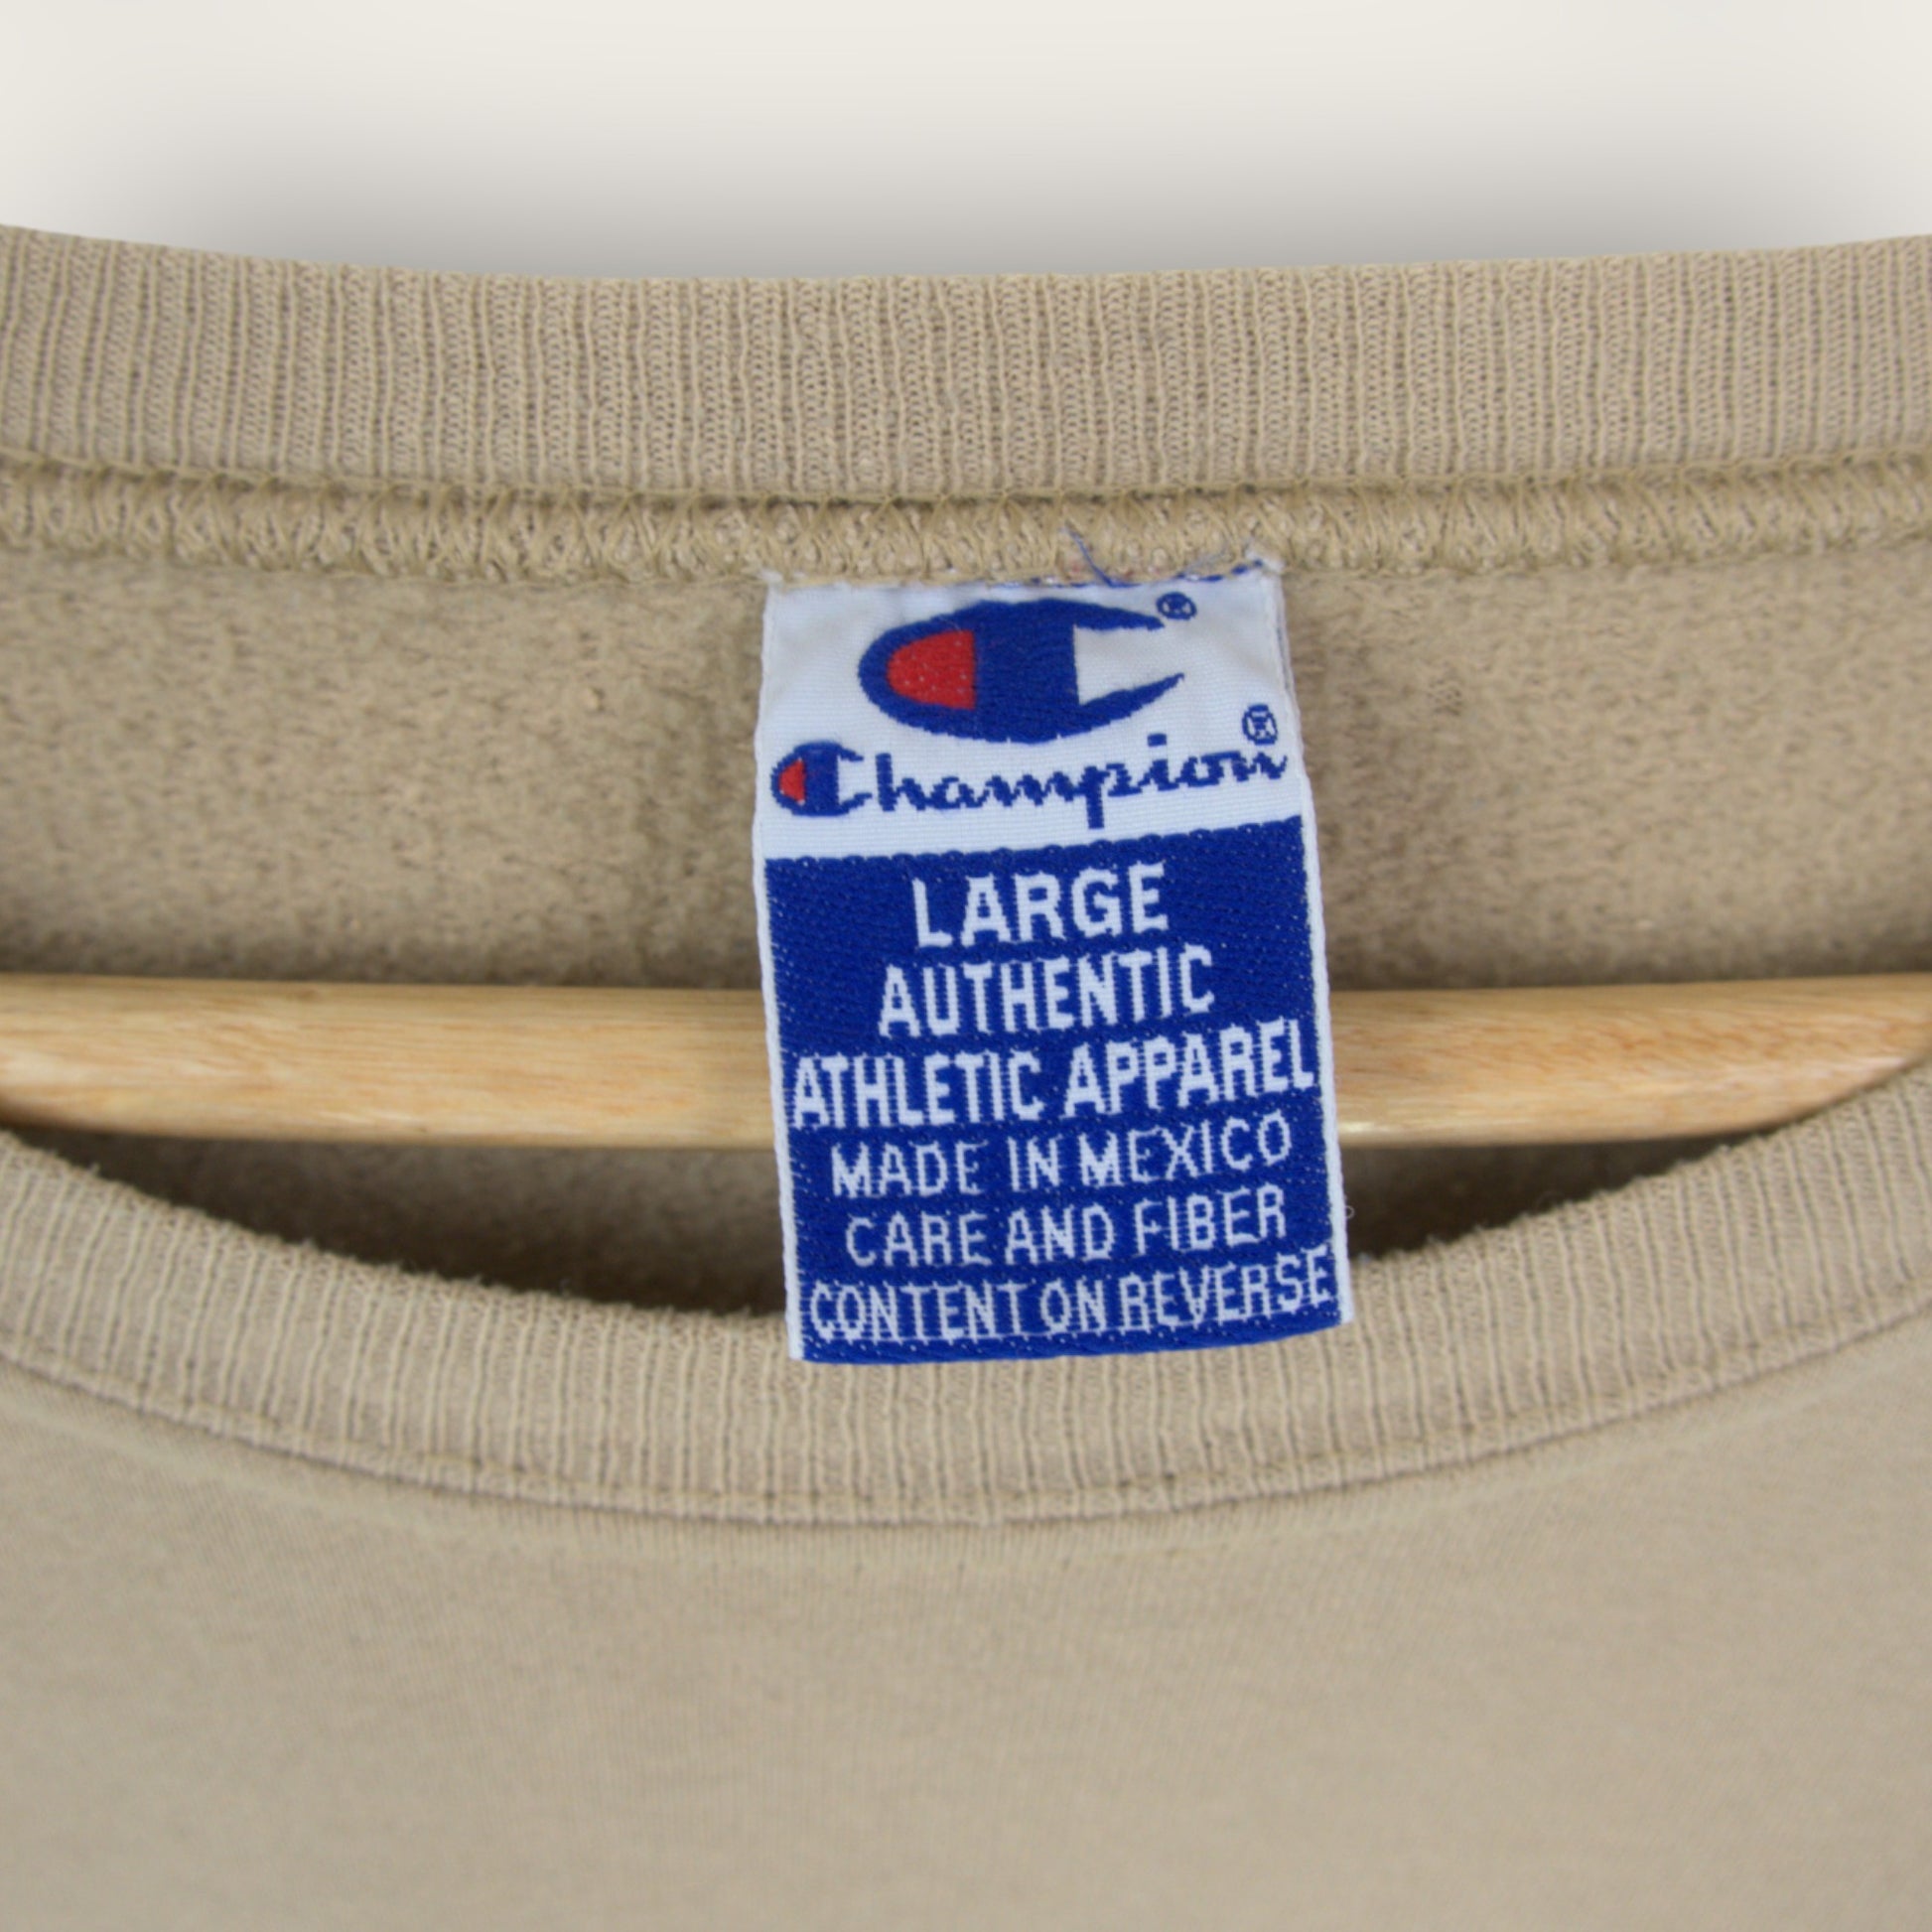 ®
Champion®
LARGE
AUTHENTIC
ATHLETIC APPAREL
MADE IN MEXICO
CARE AND FIBER
CONTENT ON REVERSE